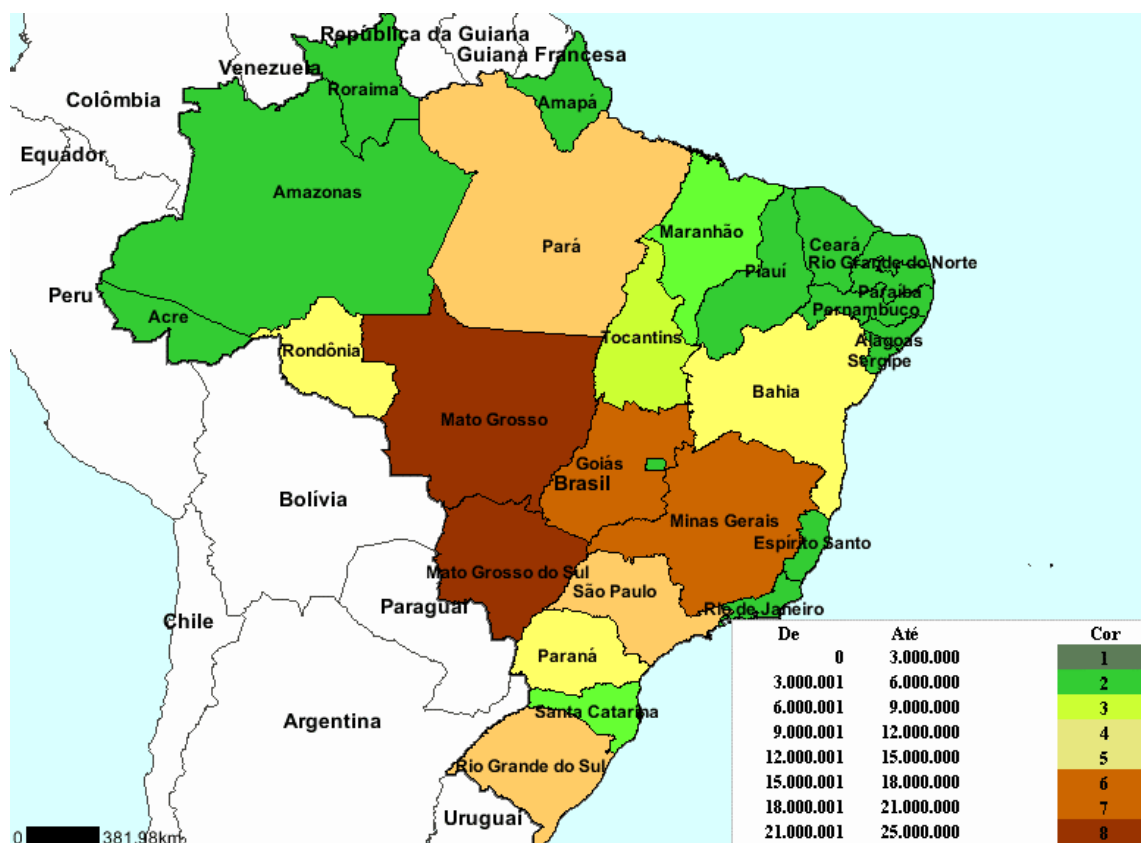 República da Guiana
Guiana Francesa
Venezuela
Roraima
Colômbia
Amapá
Equador
Amazonas
Maranhão
Pará
Ceará
Rio Grande do Norte
Piauí
Peru
Paraíba
Pernambuco
Acre
Tocantins
Alagoas
Rondônia
Sergipe
Bahia
Mato Grosso
Goiás
Brasil
Bolívia
Minas Gerais
Espírito Santo
Mato Grosso do Sul
São Paulo
Paraguai
Rio de Janeiro
Chile
Paraná
Santa Catarina
Argentina
Rio Grande do Sul
Uruguai
0 381.98km
De Até Cor
0 3.000.000 1
3.000.001 6.000.000 2
6.000.001 9.000.000 3
9.000.001 12.000.000 4
12.000.001 15.000.000 5
15.000.001 18.000.000 6
18.000.001 21.000.000 7
21.000.001 25.000.000 8